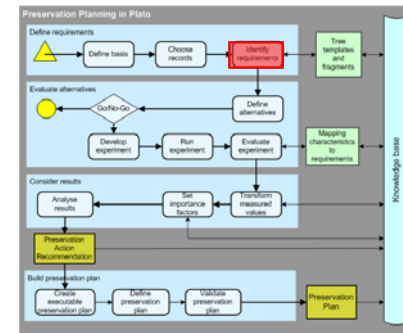 Preservation Planning in Plato
Define requirements
Define basis
Choose
records
Identify
requirements
Tree
templates
and
fragments
Evaluate alternatives
Go/No-Go
Define
alternatives
Develop
experiment
Run
experiment
Evaluate
experiment
Mapping
characteristics
to
requirements
Knowledge base
Consider results
Analyse
results
Set
importance
factors
Transform
measured
values
Preservation
Action
Recommendation
Build preservation plan
Create
executable
preservation plan
Define
preservation
plan
Validate
preservation
plan
Preservation
Plan